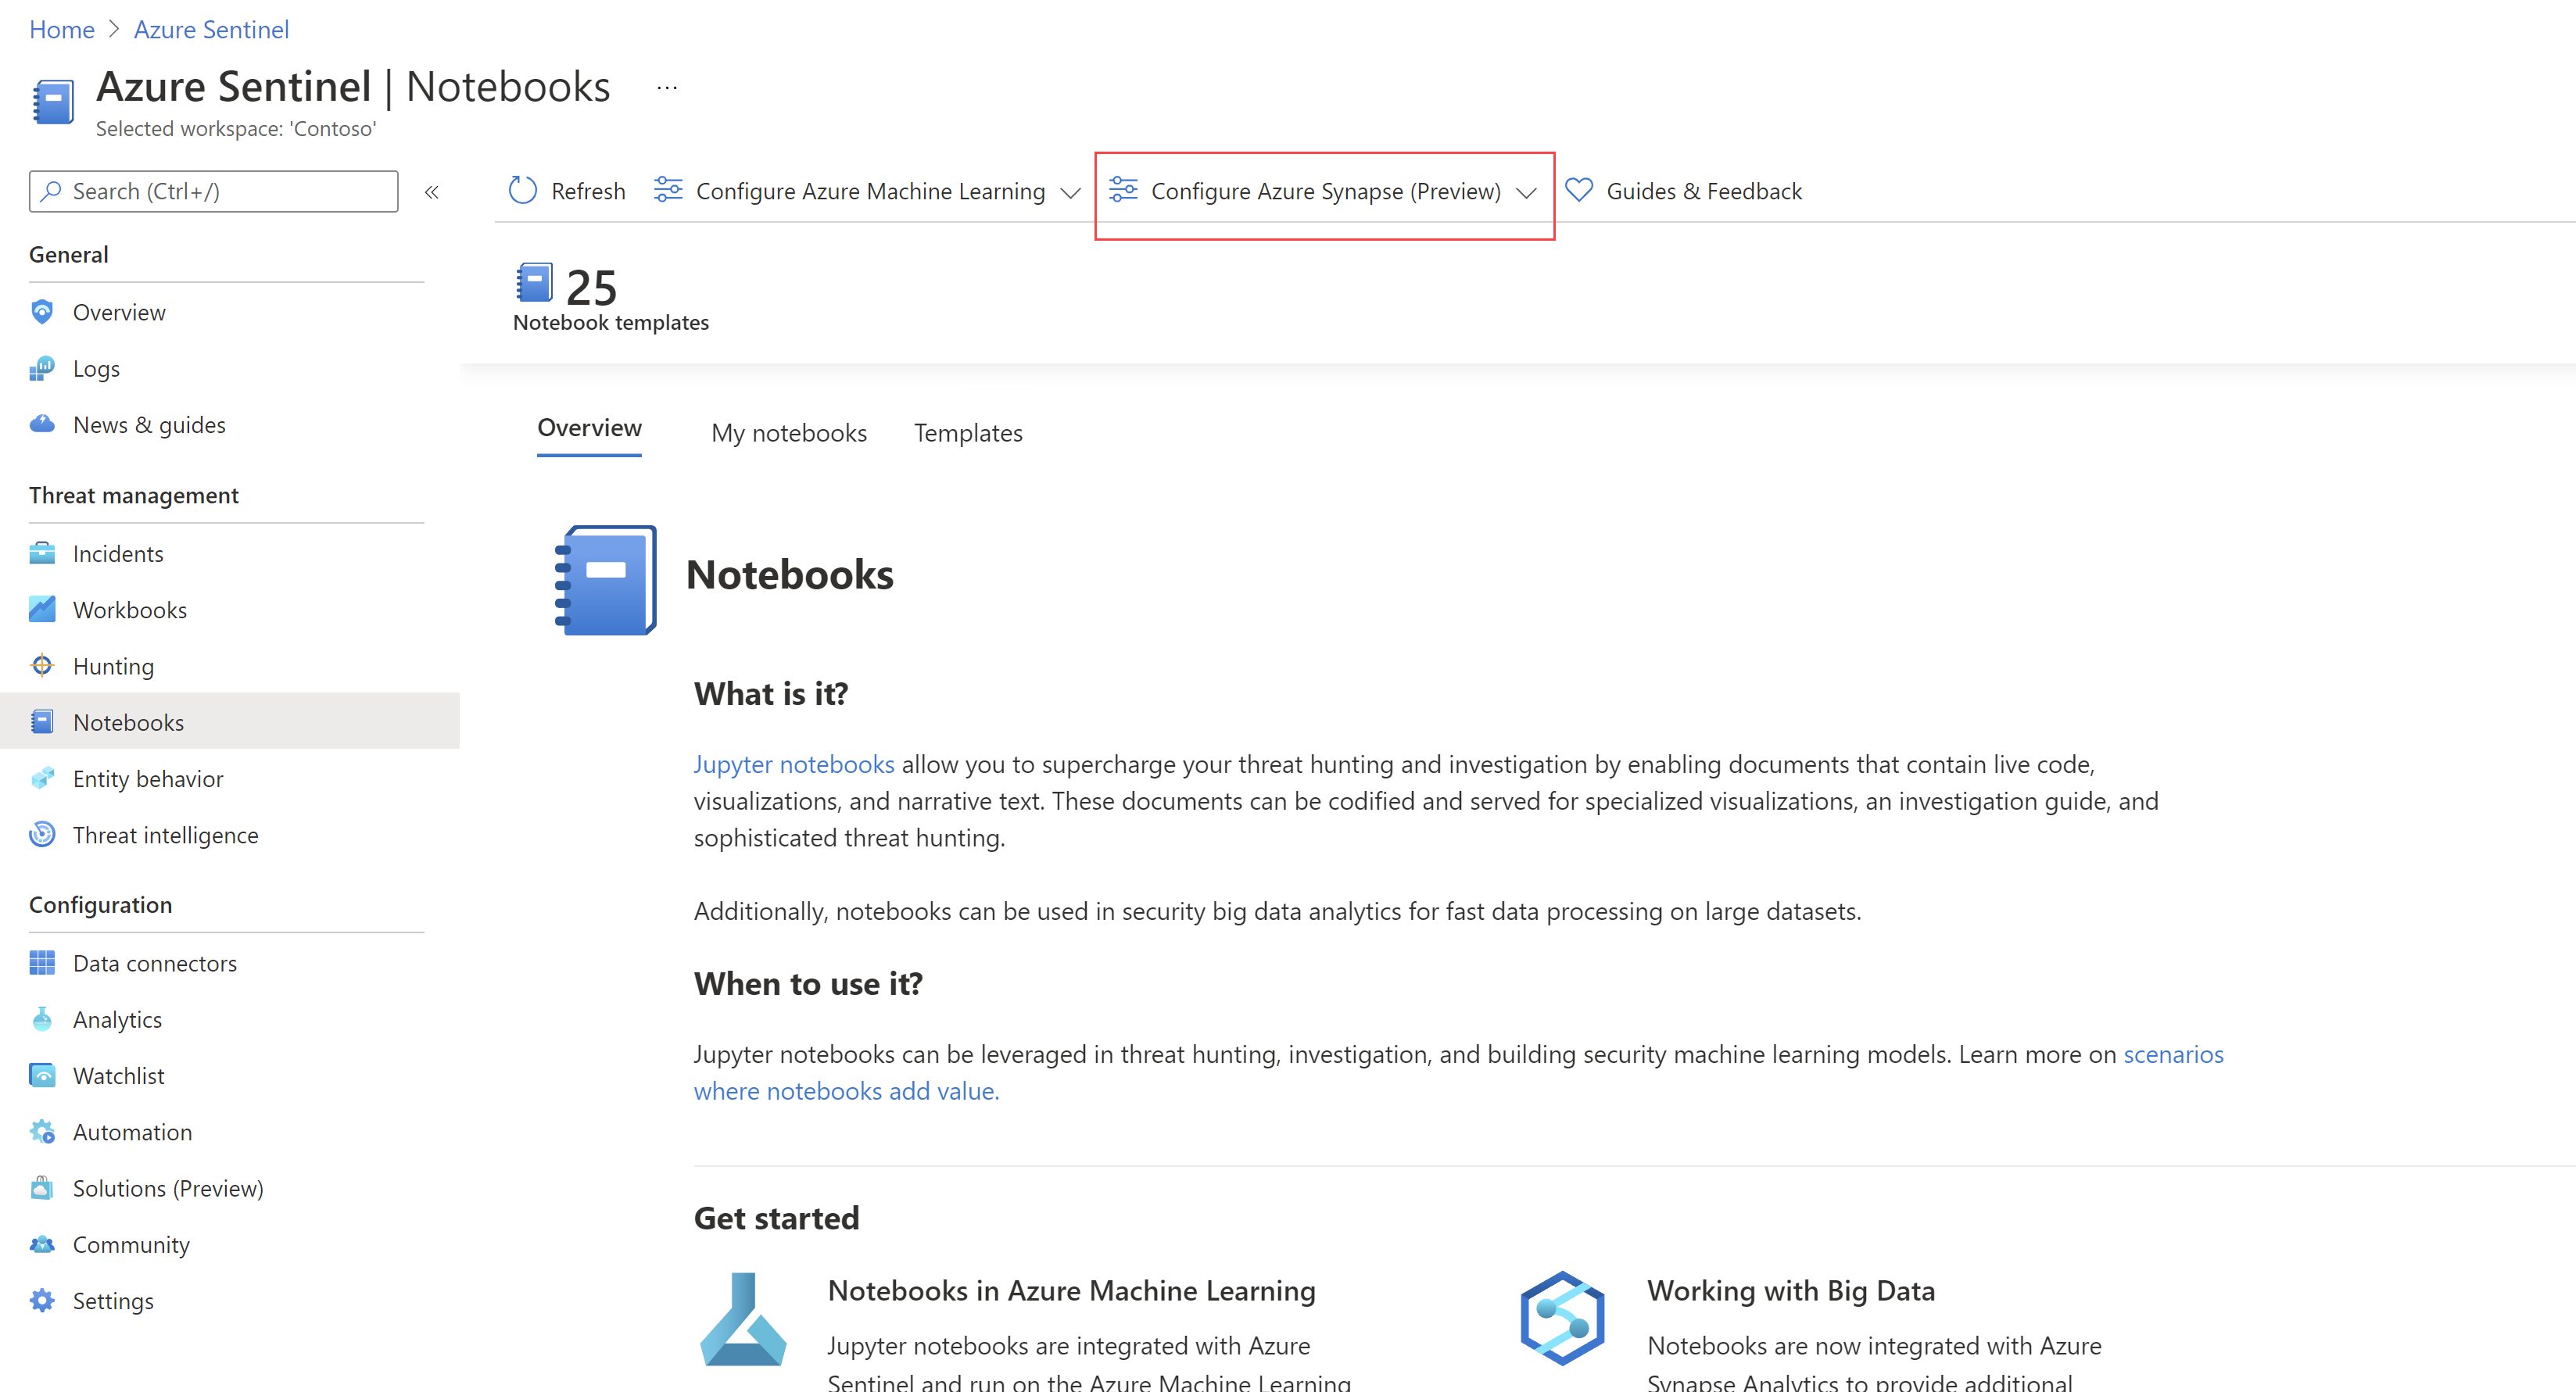 Home > Azure Sentinel
Azure Sentinel | Notebooks ...
Selected workspace: 'Contoso'
Search (Ctrl+/) «
Refresh Configure Azure Machine Learning Configure Azure Synapse (Preview) Guides & Feedback
General
Overview
Logs
News & guides
Threat management
Incidents
Workbooks
Hunting
Notebooks
Entity behavior
Threat intelligence
Configuration
Data connectors
Analytics
Watchlist
Automation
Solutions (Preview)
Community
Settings
25
Notebook templates
Overview My notebooks Templates
Notebooks
What is it?
Jupyter notebooks allow you to supercharge your threat hunting and investigation by enabling documents that contain live code,
visualizations, and narrative text. These documents can be codified and served for specialized visualizations, an investigation guide, and
sophisticated threat hunting.
Additionally, notebooks can be used in security big data analytics for fast data processing on large datasets.
When to use it?
Jupyter notebooks can be leveraged in threat hunting, investigation, and building security machine learning models. Learn more on scenarios
where notebooks add value.
Get started
Notebooks in Azure Machine Learning
Jupyter notebooks are integrated with Azure
Sentinel and run on the Azure Machine Learning
Working with Big Data
Notebooks are now integrated with Azure
Synapse Analytics to provide additional